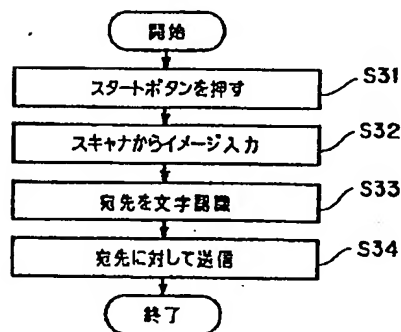 開始
スタートボタンを押す
S31
スキャナからイメージ入力
S32
宛先を文字認識
S33
宛先に対して送信
S34
終了